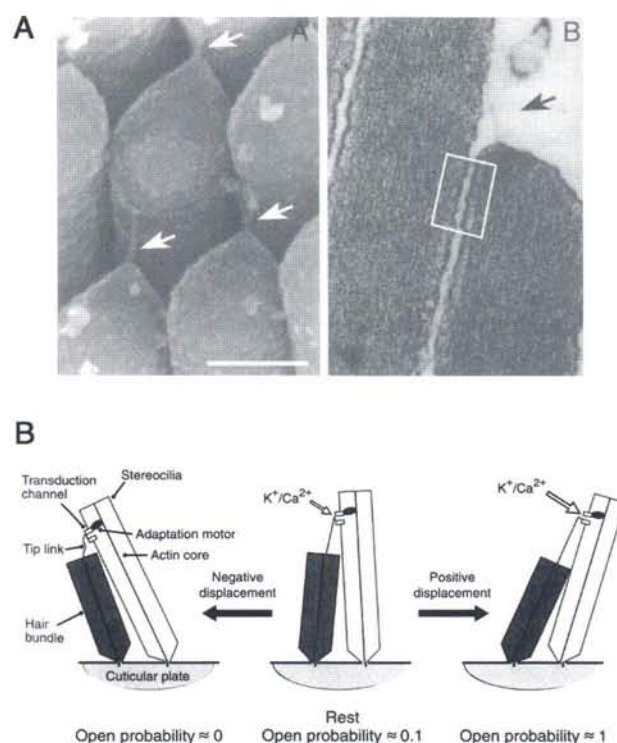 A
A
B
B
Transduction
channel
Stereocilia
K+/Ca2+
K+/Ca2+
Adaptation motor
Tip link
Actin core
Negative
displacement
Positive
displacement
Hair
bundle
Cuticular plate
Rest
Open probability ≈ 0
Open probability ≈ 0.1
Open probability ≈ 1